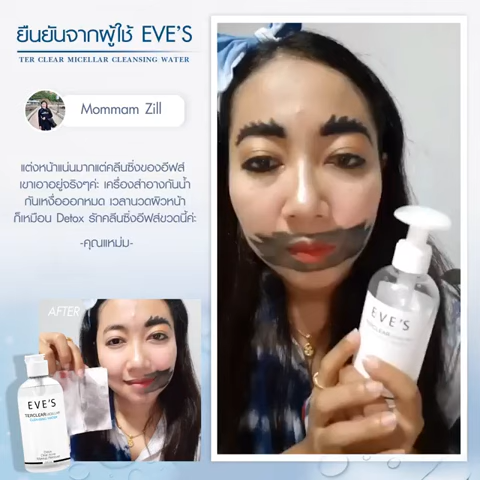 ยืนยันจากผู้ใช้ EVE'S
TER CLEAR MICELLAR CLEANSING WATER
Mommam Zill
แต่งหน้าแน่นมากแต่คลีนซิ่งของอีฟส์
เขาเอาอยู่จริงๆค่ะ เครื่องสำอางกันน้ำ
กันเหงื่อออกหมด เวลานวดผิวหน้า
ก็เหมือน Detox รักคลีนซิ่งอีฟส์ขวดนี้ค่ะ
-คุณแหม่ม-
EVE'S
TERCLEAR
AFTER
EVE'S
TERCLEAR
CLEANSING WATER